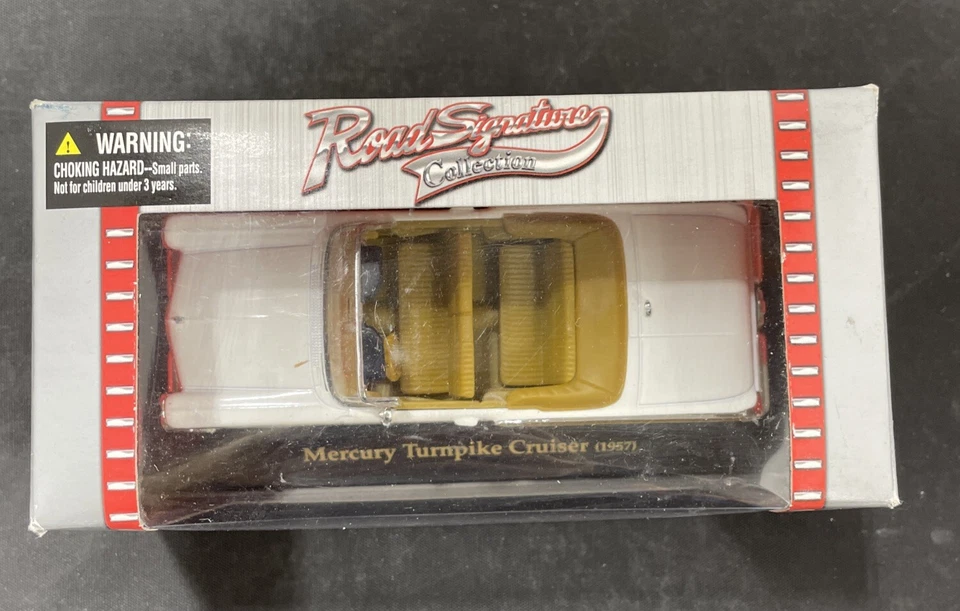 WARNING:
CHOKING HAZARD—Small parts.
Not for children under 3 years.
Road Signature
Collection
Mercury Turnpike Cruiser (1957)